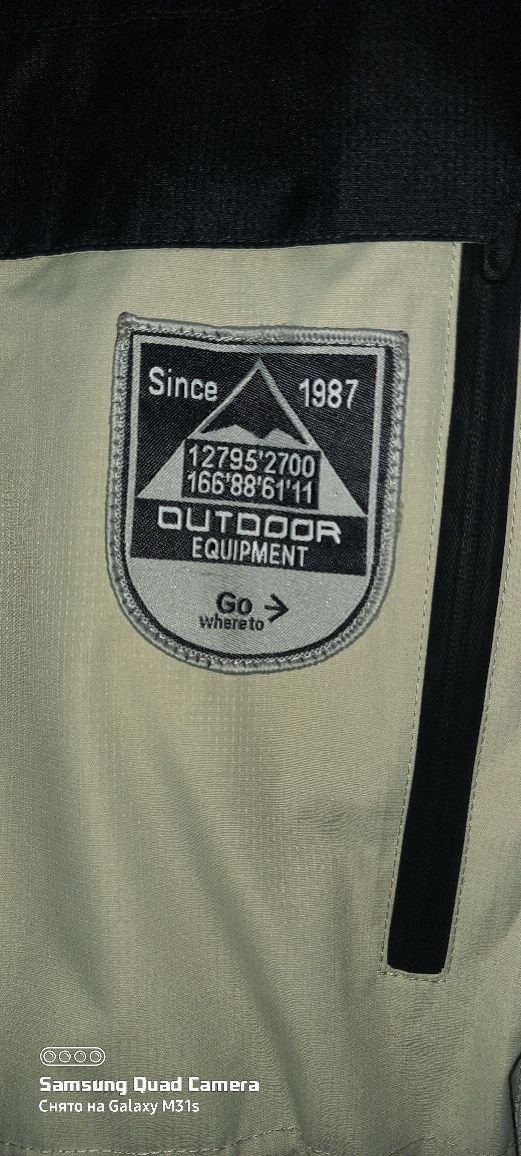 Since 1987
12795'2700
166'88'61'11
OUTDOOR
EQUIPMENT
Go →
where to
Samsung Quad Camera
Снято на Galaxy M31s